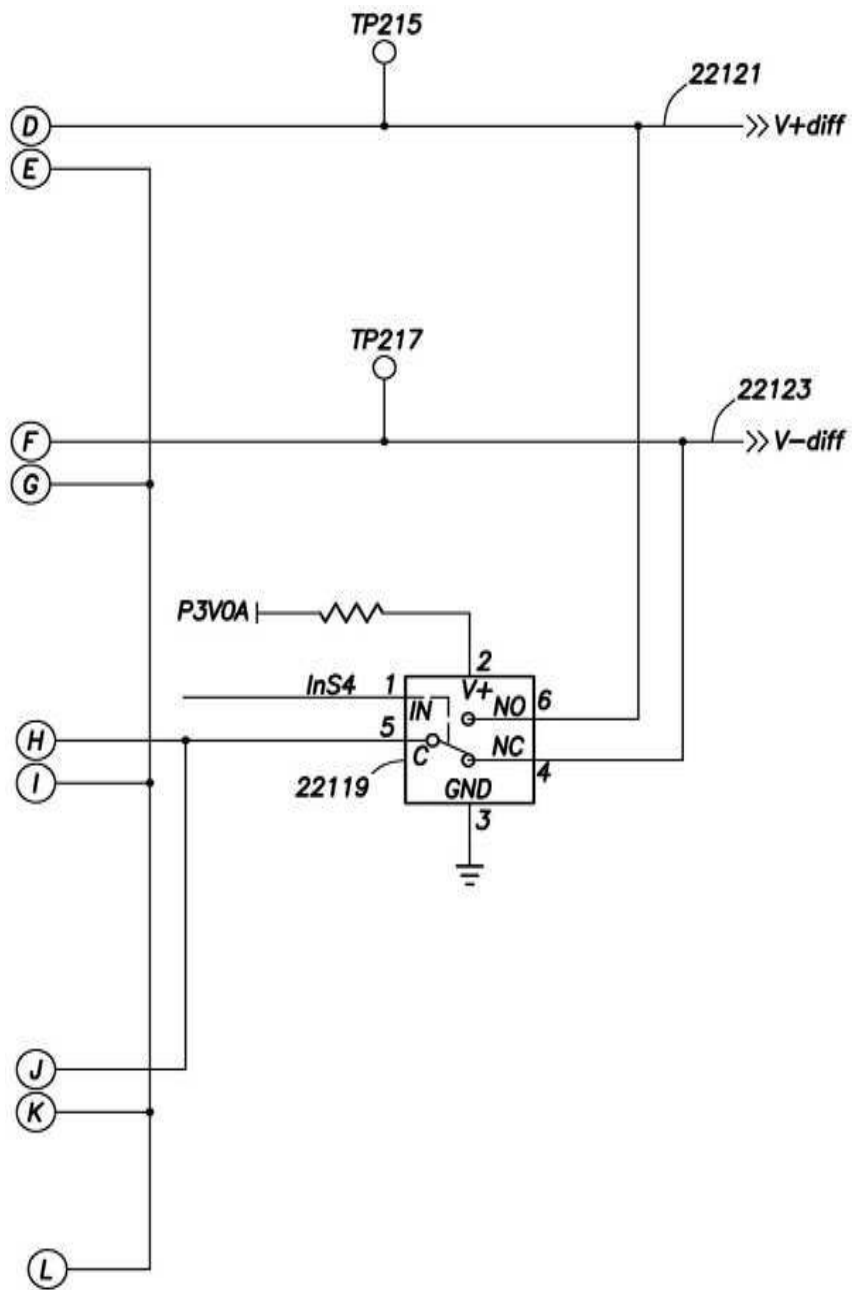 TP215
22121
D
V+diff
E
TP217
22123
F
V–diff
G
P3V0A
2
InS4 1 V+ 6
IN NO
H 5
C NC
I 22119 4
GND
3
J
K
L